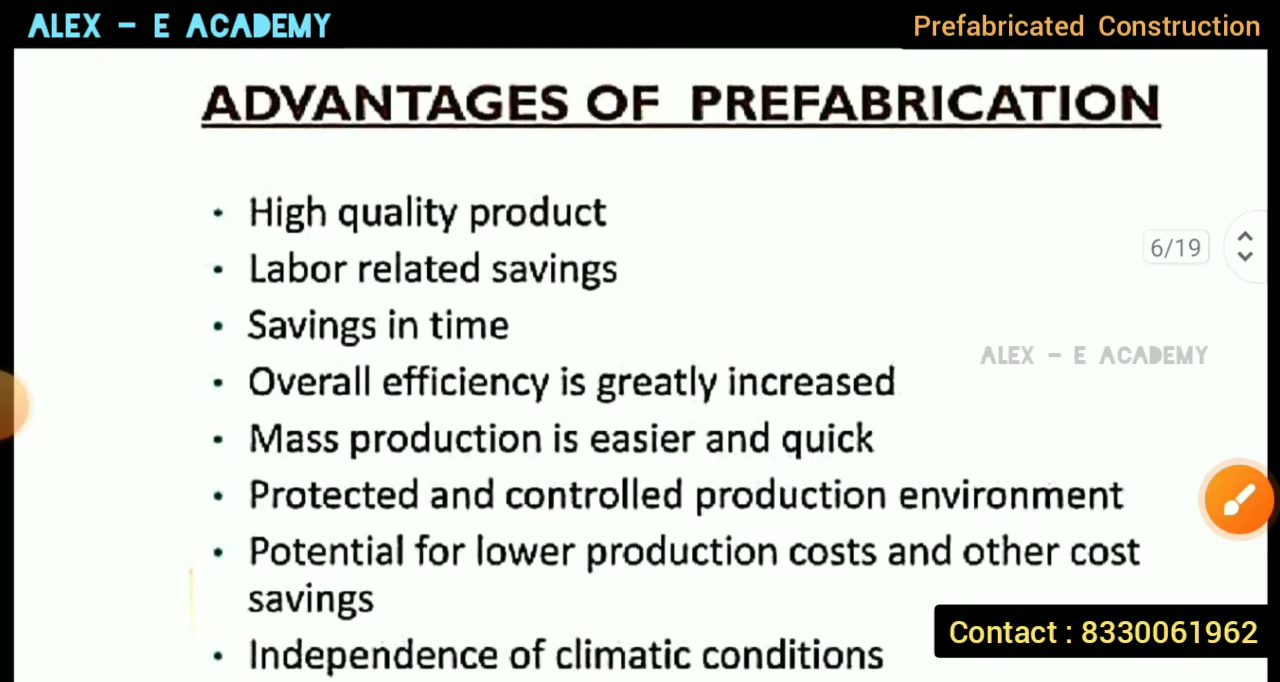 ALEX - E ACADEMY
Prefabricated Construction
ADVANTAGES OF PREFABRICATION
• High quality product
• Labor related savings
• Savings in time
• Overall efficiency is greatly increased
• Mass production is easier and quick
• Protected and controlled production environment
• Potential for lower production costs and other cost
savings
• Independence of climatic conditions
6/19
ALEX - E ACADEMY
Contact : 8330061962